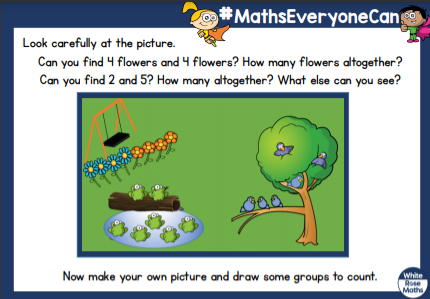 #MathsEveryoneCan
Look carefully at the picture.
Can you find 4 flowers and 4 flowers? How many flowers altogether?
Can you find 2 and 5? How many altogether? What else can you see?
Now make your own picture and draw some groups to count.
White
Rose
Maths